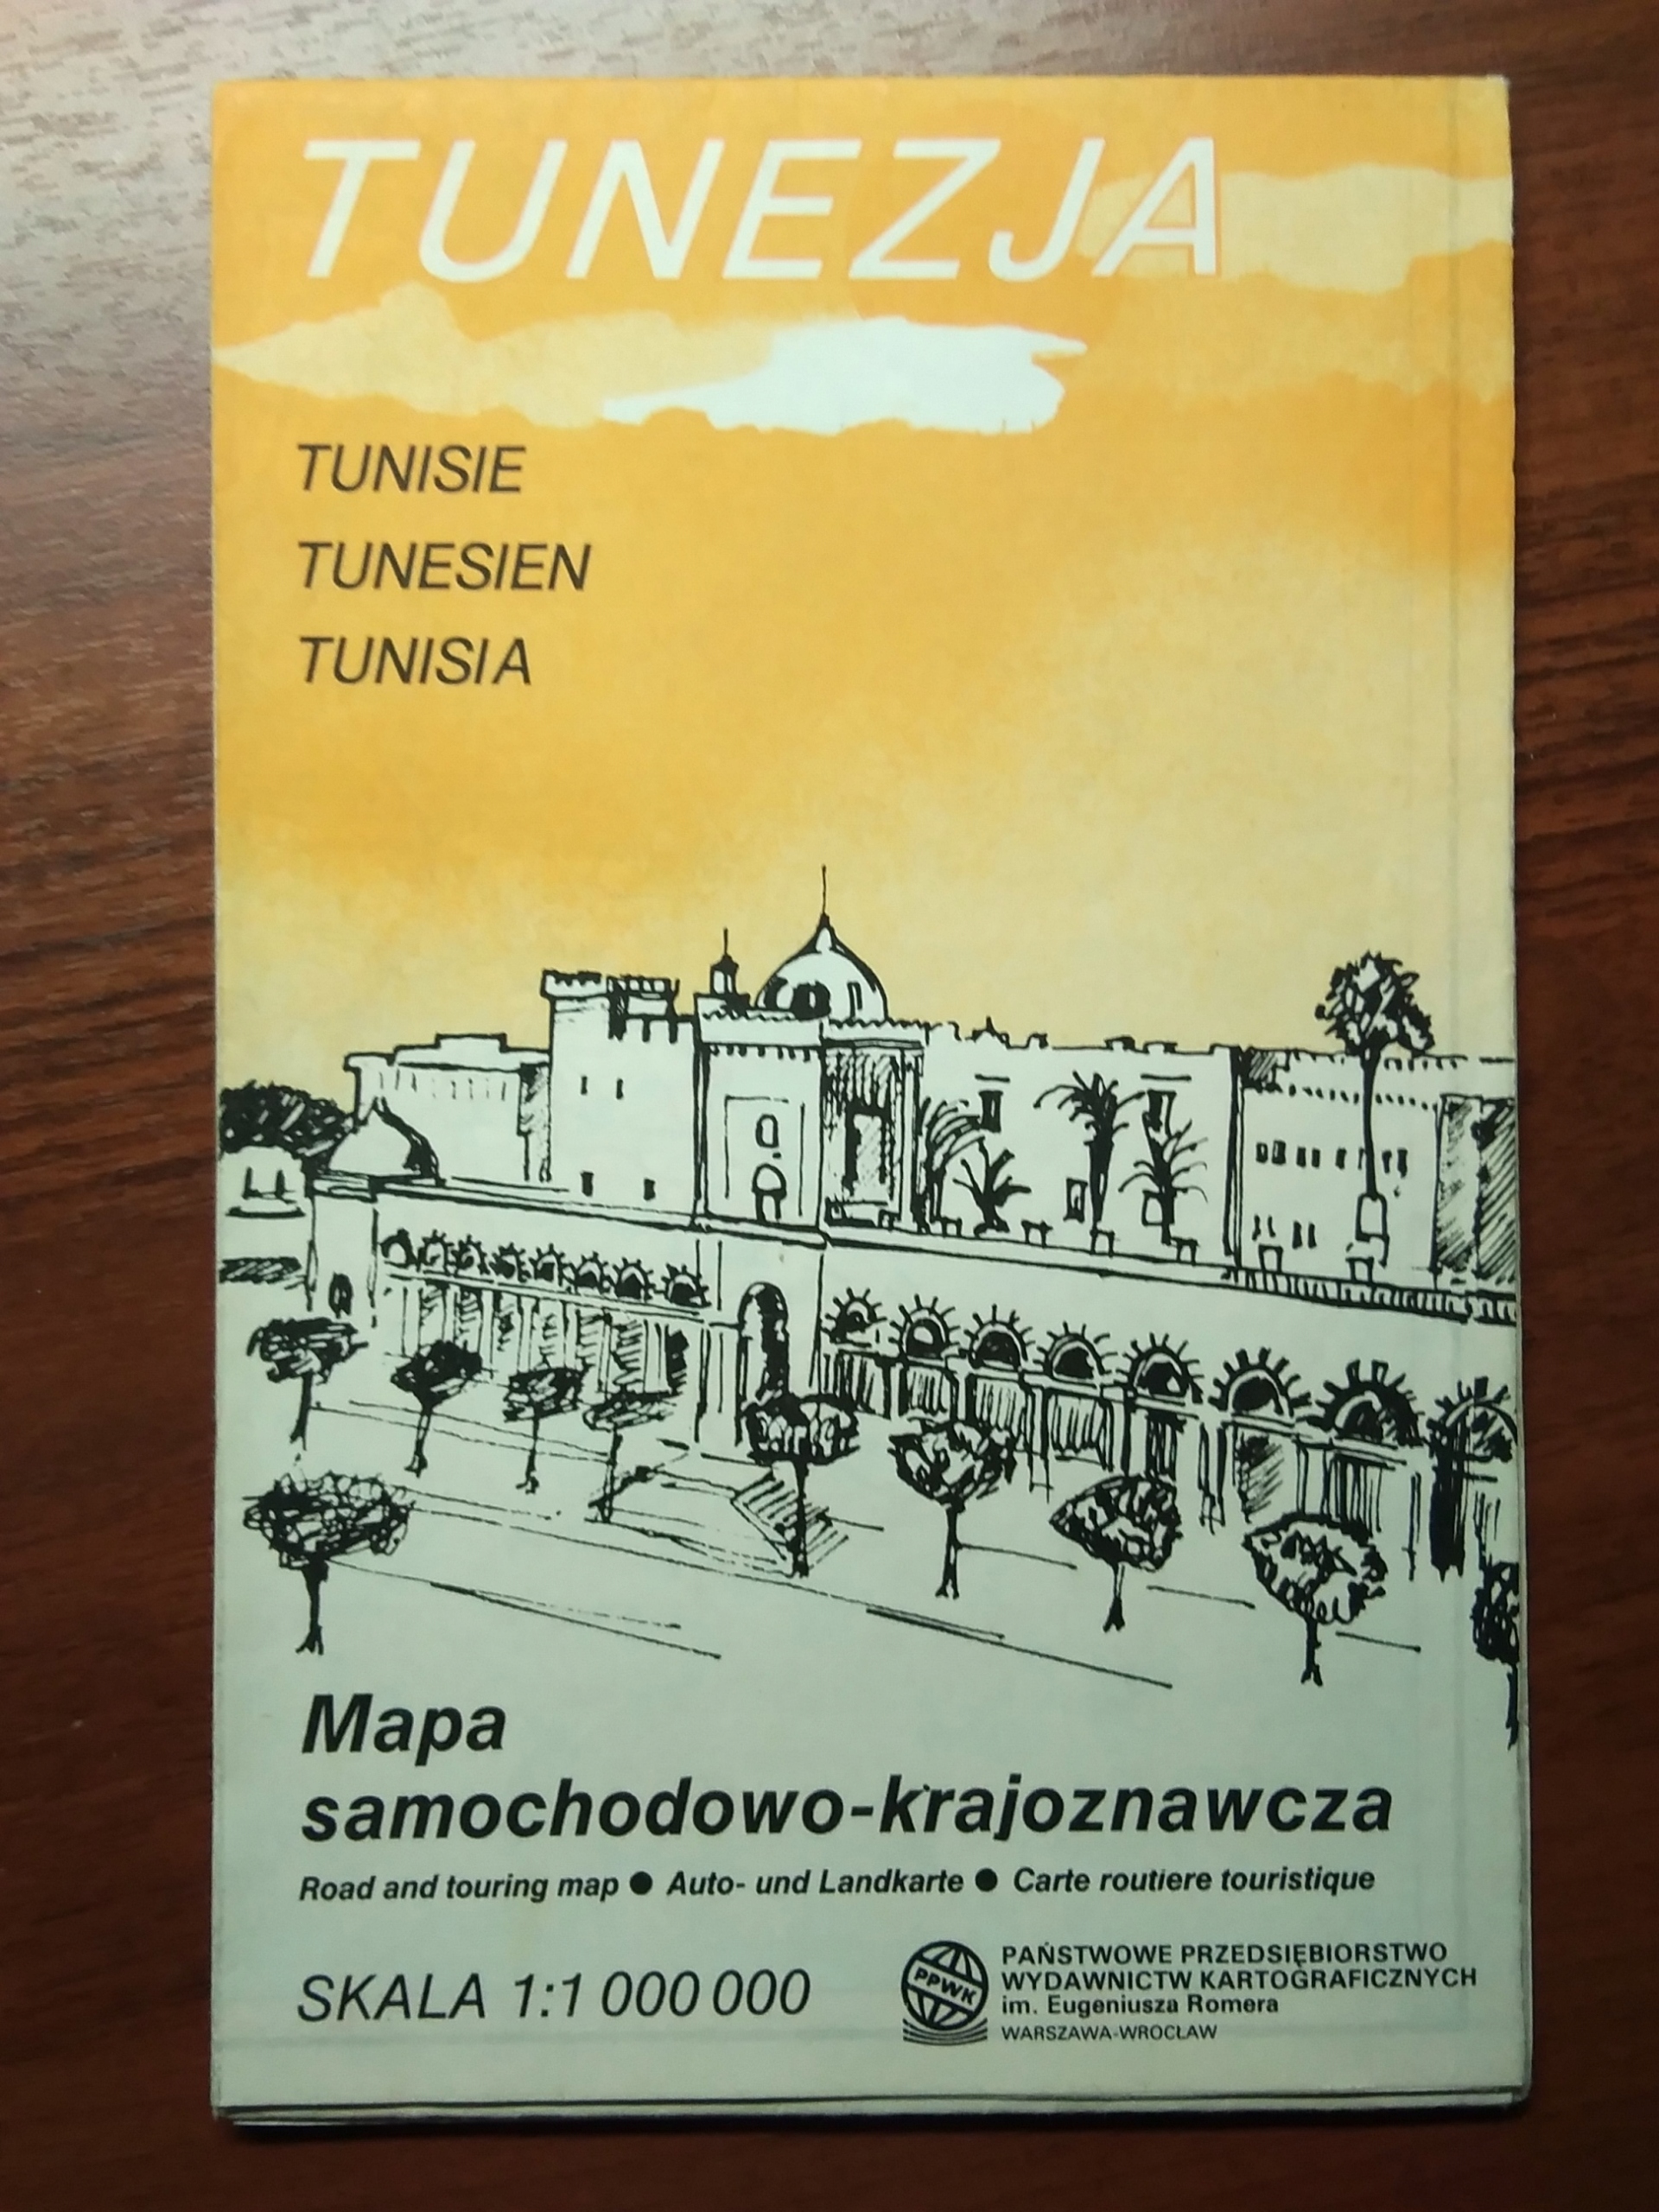 TUNEZJA
TUNISIE
TUNESIEN
TUNISIA
Mapa
samochodowo-krajoznawcza
Road and touring map ● Auto- und Landkarte ● Carte routiere touristique
SKALA 1:1 000 000
PPWK
PAŃSTWOWE PRZEDSIĘBIORSTWO
WYDAWNICTW KARTOGRAFICZNYCH
im. Eugeniusza Romera
WARSZAWA-WROCŁAW